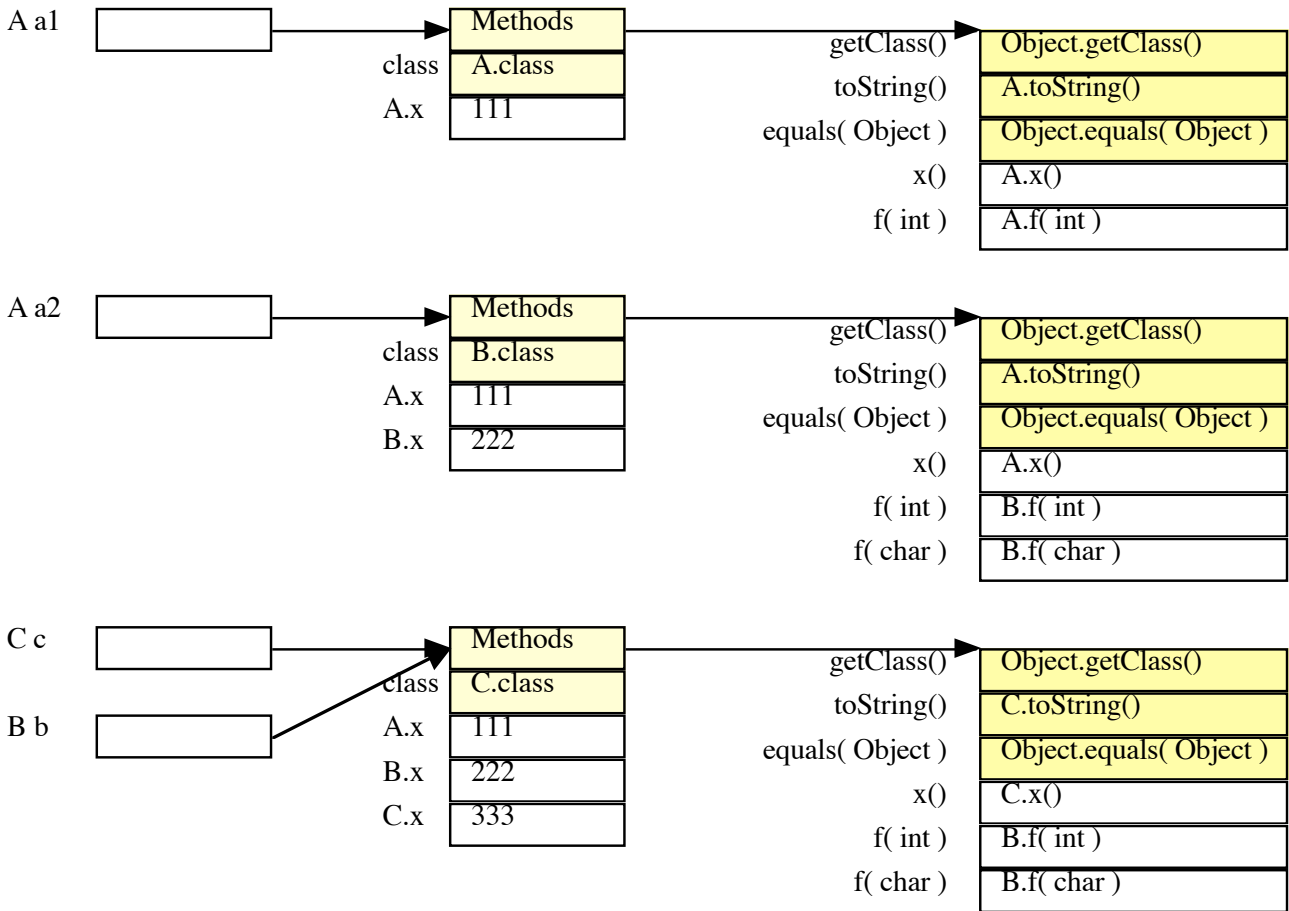 A a1
Methods
getClass()
Object.getClass()
class
A.class
toString()
A.toString()
A.x
111
equals( Object )
Object.equals( Object )
x()
A.x()
f( int )
A.f( int )
A a2
Methods
getClass()
Object.getClass()
class
B.class
toString()
A.toString()
A.x
111
equals( Object )
Object.equals( Object )
B.x
222
x()
A.x()
f( int )
B.f( int )
f( char )
B.f( char )
C c
Methods
getClass()
Object.getClass()
class
C.class
toString()
C.toString()
B b
A.x
111
equals( Object )
Object.equals( Object )
B.x
222
x()
C.x()
C.x
333
f( int )
B.f( int )
f( char )
B.f( char )